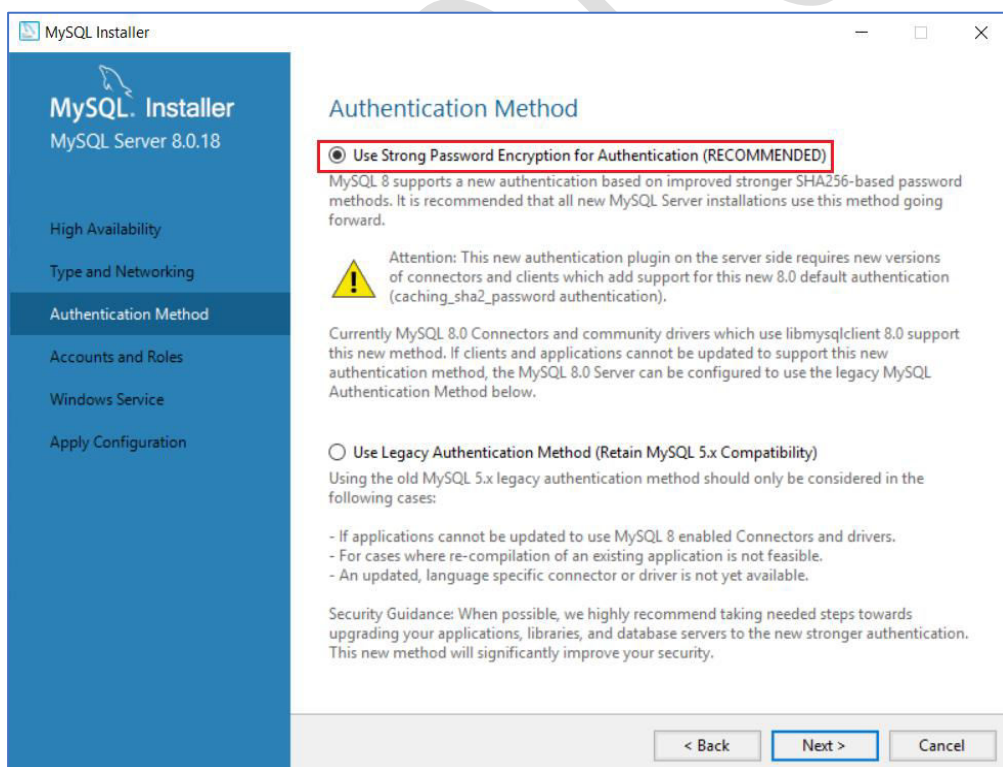 MySQL Installer
MySQL. Installer
MySQL Server 8.0.18
High Availability
Type and Networking
Authentication Method
Accounts and Roles
Windows Service
Apply Configuration
Authentication Method
Use Strong Password Encryption for Authentication (RECOMMENDED)
MySQL 8 supports a new authentication based on improved stronger SHA256-based password
methods. It is recommended that all new MySQL Server installations use this method going
forward.
Attention: This new authentication plugin on the server side requires new versions
of connectors and clients which add support for this new 8.0 default authentication
(caching_sha2_password authentication).
Currently MySQL 8.0 Connectors and community drivers which use libmysqlclient 8.0 support
this new method. If clients and applications cannot be updated to support this new
authentication method, the MySQL 8.0 Server can be configured to use the legacy MySQL
Authentication Method below.
Use Legacy Authentication Method (Retain MySQL 5.x Compatibility)
Using the old MySQL 5.x legacy authentication method should only be considered in the
following cases:
- If applications cannot be updated to use MySQL 8 enabled Connectors and drivers.
- For cases where re-compilation of an existing application is not feasible.
- An updated, language specific connector or driver is not yet available.
Security Guidance: When possible, we highly recommend taking needed steps towards
upgrading your applications, libraries, and database servers to the new stronger authentication.
This new method will significantly improve your security.
< Back
Next >
Cancel